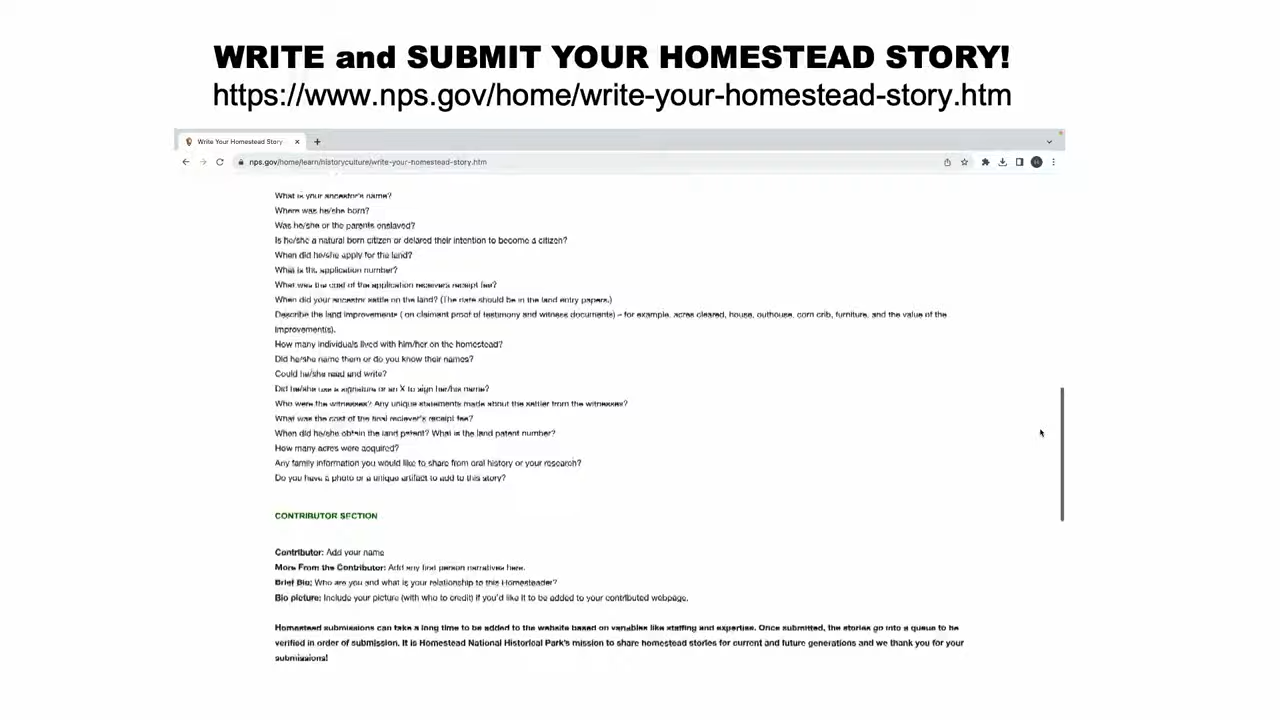 WRITE and SUBMIT YOUR HOMESTEAD STORY!
https://www.nps.gov/home/write-your-homestead-story.htm
Write Your Homestead Story
nps.gov/home/learn/historyculture/write-your-homestead-story.htm
What is your ancestor's name?
Where was he/she born?
Was he/she or the parents enslaved?
Is he/she a natural born citizen or delared their intention to become a citizen?
When did he/she apply for the land?
What is the application number?
What was the cost of the application receivers receipt fee?
When did your ancestor settle on the land? (The date should be in the land entry papers.)
Describe the land improvements ( on claimant proof of testimony and witness documents) – for example, acres cleared, house, outhouse, corn crib, furniture, and the value of the
improvement(s).
How many individuals lived with him/her on the homestead?
Did he/she name them or do you know their names?
Could he/she read and write?
Did he/she use a signature or an X to sign her/his name?
Who were the witnesses? Any unique statements made about the settler from the witnesses?
What was the cost of the final reciever's receipt fee?
When did he/she obtain the land patent? What is the land patent number?
How many acres were acquired?
Any family information you would like to share from oral history or your research?
Do you have a photo or a unique artifact to add to this story?
CONTRIBUTOR SECTION
Contributor: Add your name
More From the Contributor: Add any first person narratives here.
Brief Bio: Who are you and what is your relationship to this Homesteader?
Bio picture: Include your picture (with who to credit) if you'd like it to be added to your contributed webpage.
Homestead submissions can take a long time to be added to the website based on variables like staffing and expertise. Once submitted, the stories go into a queue to be
verified in order of submission. It is Homestead National Historical Park's mission to share homestead stories for current and future generations and we thank you for your
submissions!